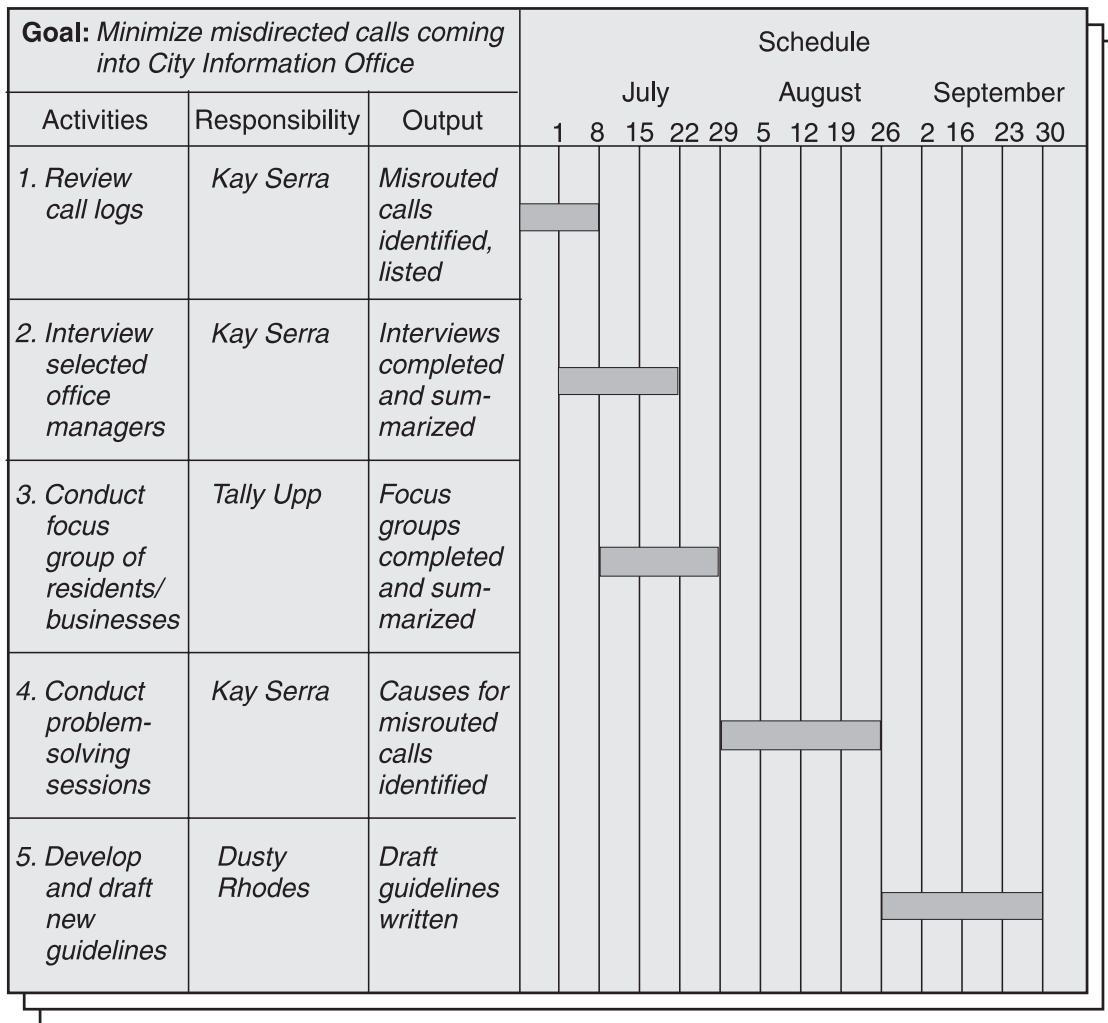 Goal: Minimize misdirected calls coming
into City Information Office
Schedule
July August September
Activities Responsibility Output
1 8 15 22 29 5 12 19 26 2 16 23 30
1. Review
call logs
Kay Serra
Misrouted
calls
identified,
listed
2. Interview
selected
office
managers
Kay Serra
Interviews
completed
and sum-
marized
3. Conduct
focus
group of
residents/
businesses
Tally Upp
Focus
groups
completed
and sum-
marized
4. Conduct
problem-
solving
sessions
Kay Serra
Causes for
misrouted
calls
identified
5. Develop
and draft
new
guidelines
Dusty
Rhodes
Draft
guidelines
written